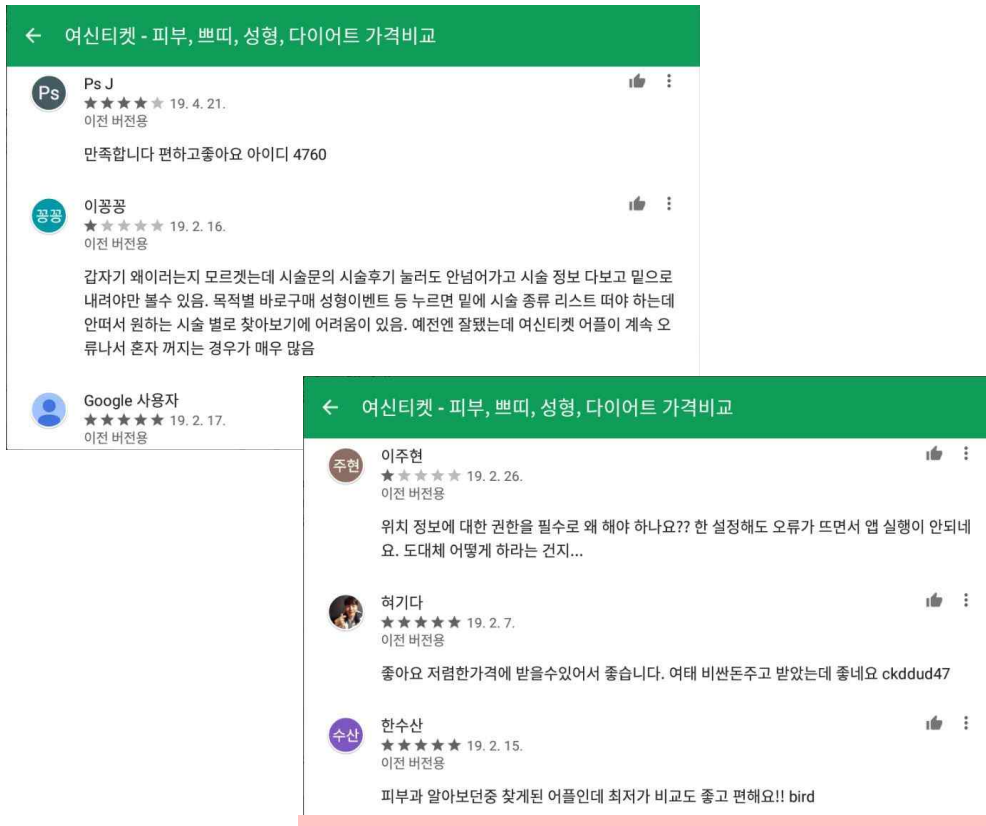 여신티켓 - 피부, 쁘띠, 성형, 다이어트 가격비교
Ps
Ps J
19. 4. 21.
이전 버전용
만족합니다 편하고좋아요 아이디 4760
꽁꽁
이꽁꽁
19. 2. 16.
이전 버전용
갑자기 왜이러는지 모르겟는데 시술문의 시술후기 눌러도 안넘어가고 시술 정보 다보고 밑으로
내려야만 볼수 있음. 목적별 바로구매 성형이벤트 등 누르면 밑에 시술 종류 리스트 떠야 하는데
안떠서 원하는 시술 별로 찾아보기에 어려움이 있음. 예전엔 잘됐는데 여신티켓 어플이 계속 오
류나서 혼자 꺼지는 경우가 매우 많음
Google 사용자
19. 2. 17.
이전 버전용
여신티켓 - 피부, 쁘띠, 성형, 다이어트 가격비교
주현
이주현
19. 2. 26.
이전 버전용
위치 정보에 대한 권한을 필수로 왜 해야 하나요?? 한 설정해도 오류가 뜨면서 앱 실행이 안되네
요. 도대체 어떻게 하라는 건지...
혀기다
19. 2. 7.
이전 버전용
좋아요 저렴한가격에 받을수있어서 좋습니다. 여태 비싼돈주고 받았는데 좋네요 ckddud47
수산
한수산
19. 2. 15.
이전 버전용
피부과 알아보던중 찾게된 어플인데 최저가 비교도 좋고 편해요!! bird